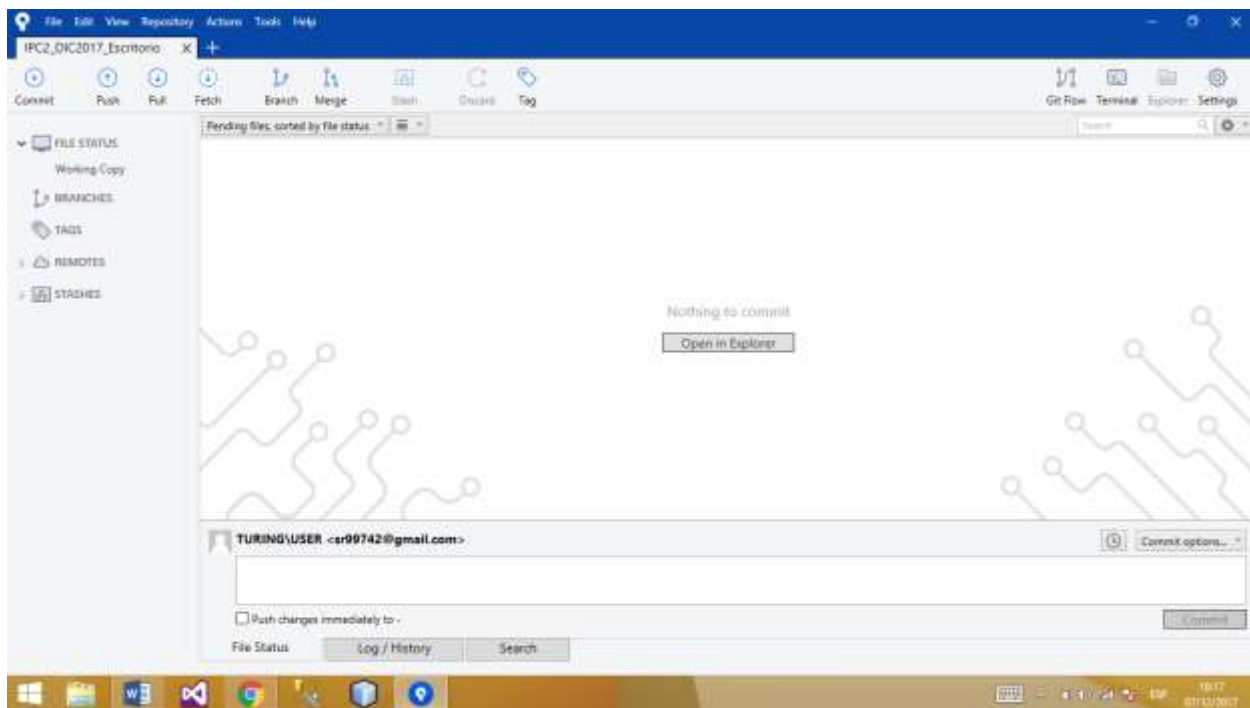 File Edit View Repository Actions Tools Help
IPC2_DIC2017_Escritorio
Commit Push Pull Fetch Branch Merge Stash Discard Tag Git Flow Terminal Explorer Settings
Pending files, sorted by file status Search
FILE STATUS
Working Copy
BRANCHES
TAGS
REMOTES
STASHES
Nothing to commit
Open in Explorer
TURING\USER <sr99742@gmail.com> Commit options...
Push changes immediately to -
Commit
File Status Log / History Search
ESP 
07/12/2017